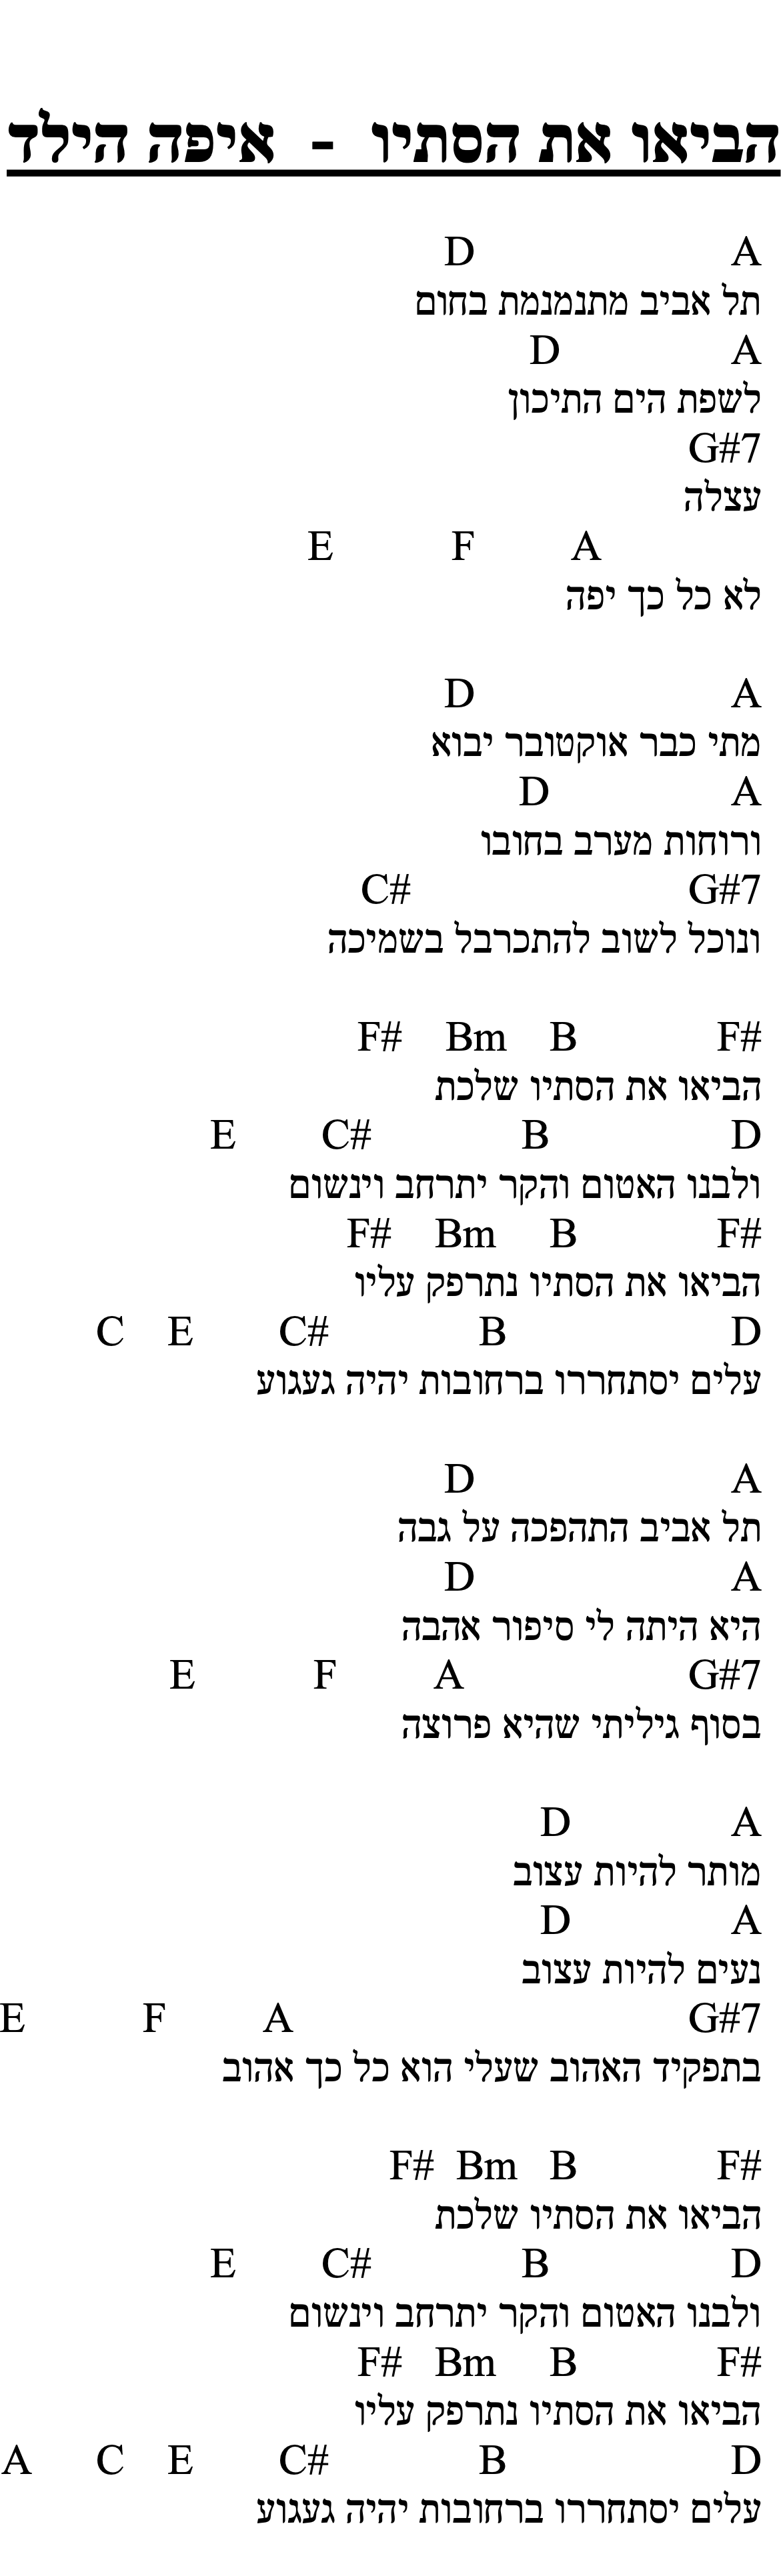 הביאו את הסתיו - איפה הילד
A D
תל אביב מתנמנמת בחום
A D
לשפת הים התיכון
G#7
עצלה
A F E
לא כל כך יפה
A D
מתי כבר אוקטובר יבוא
A D
ורוחות מערב בחובו
G#7 C#
ונוכל לשוב להתכרבל בשמיכה
F# B Bm F#
הביאו את הסתיו שלכת
D B C# E
ולבנו האטום והקר יתרחב וינשום
F# B Bm F#
הביאו את הסתיו נתרפק עליו
D B C# E C
עלים יסתחררו ברחובות יהיה געגוע
A D
תל אביב התהפכה על גבה
A D
היא היתה לי סיפור אהבה
G#7 A F E
בסוף גיליתי שהיא פרוצה
A D
מותר להיות עצוב
A D
נעים להיות עצוב
G#7 A F E
בתפקיד האהוב שעלי הוא כל כך אהוב
F# B Bm F#
הביאו את הסתיו שלכת
D B C# E
ולבנו האטום והקר יתרחב וינשום
F# B Bm F#
הביאו את הסתיו נתרפק עליו
D B C# E C A
עלים יסתחררו ברחובות יהיה געגוע